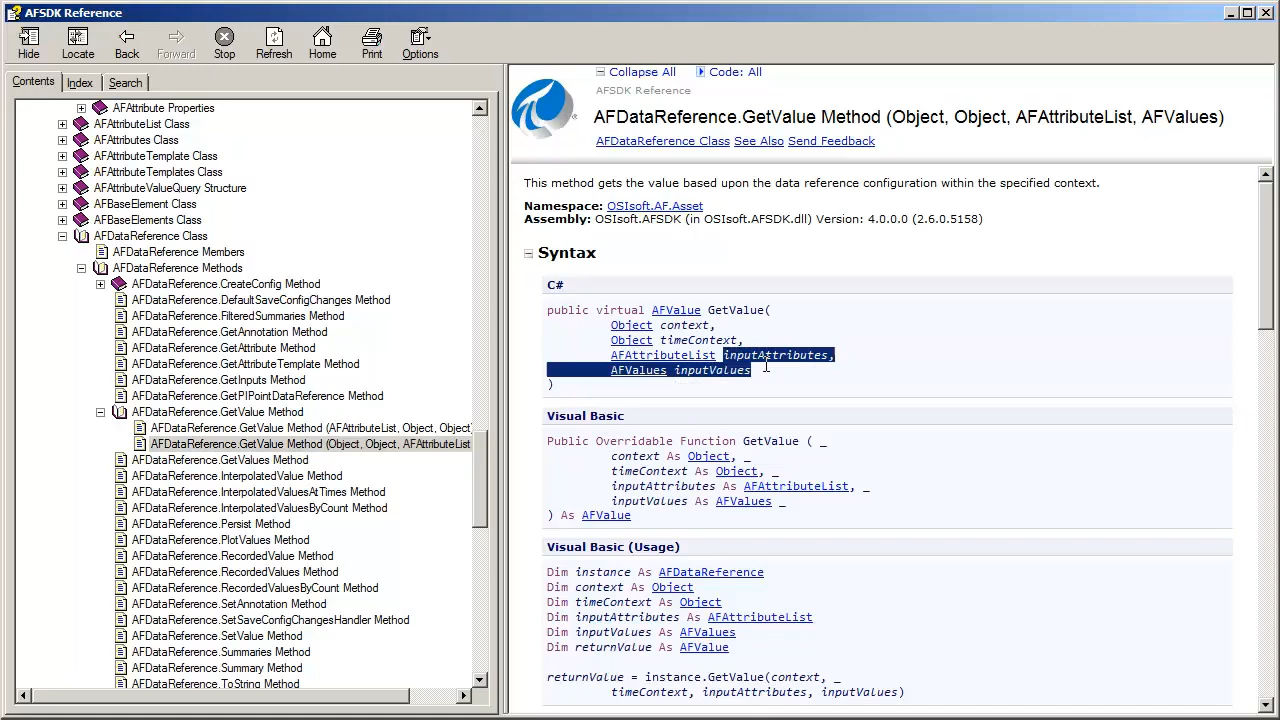 AFSDK Reference
Hide
Locate
Back
Forward
Stop
Refresh
Home
Print
Options
Contents
Index
Search
AFAttribute Properties
AFAttributeList Class
AFAttributes Class
AFAttributeTemplate Class
AFAttributeTemplates Class
AFAttributeValueQuery Structure
AFBaseElement Class
AFBaseElements Class
AFDataReference Class
AFDataReference Members
AFDataReference Methods
AFDataReference.CreateConfig Method
AFDataReference.DefaultSaveConfigChanges Method
AFDataReference.FilteredSummaries Method
AFDataReference.GetAnnotation Method
AFDataReference.GetAttribute Method
AFDataReference.GetAttributeTemplate Method
AFDataReference.GetInputs Method
AFDataReference.GetPIPointDataReference Method
AFDataReference.GetValue Method
AFDataReference.GetValue Method (AFAttributeList, Object, Object)
AFDataReference.GetValue Method (Object, Object, AFAttributeList
AFDataReference.GetValues Method
AFDataReference.InterpolatedValue Method
AFDataReference.InterpolatedValuesAtTimes Method
AFDataReference.InterpolatedValuesByCount Method
AFDataReference.Persist Method
AFDataReference.PlotValues Method
AFDataReference.RecordedValue Method
AFDataReference.RecordedValues Method
AFDataReference.RecordedValuesByCount Method
AFDataReference.SetAnnotation Method
AFDataReference.SetSaveConfigChangesHandler Method
AFDataReference.SetValue Method
AFDataReference.Summaries Method
AFDataReference.Summary Method
AFDataReference.ToString Method
Collapse All Code: All
AFSDK Reference
AFDataReference.GetValue Method (Object, Object, AFAttributeList, AFValues)
AFDataReference Class See Also Send Feedback
This method gets the value based upon the data reference configuration within the specified context.
Namespace: OSIsoft.AF.Asset
Assembly: OSIsoft.AFSDK (in OSIsoft.AFSDK.dll) Version: 4.0.0.0 (2.6.0.5158)
Syntax
C#
public virtual AFValue GetValue(
Object context,
Object timeContext,
AFAttributeList inputAttributes,
AFValues inputValues
)
Visual Basic
Public Overridable Function GetValue ( _
context As Object, _
timeContext As Object, _
inputAttributes As AFAttributeList, _
inputValues As AFValues _
) As AFValue
Visual Basic (Usage)
Dim instance As AFDataReference
Dim context As Object
Dim timeContext As Object
Dim inputAttributes As AFAttributeList
Dim inputValues As AFValues
Dim returnValue As AFValue
returnValue = instance.GetValue(context, _
timeContext, inputAttributes, inputValues)